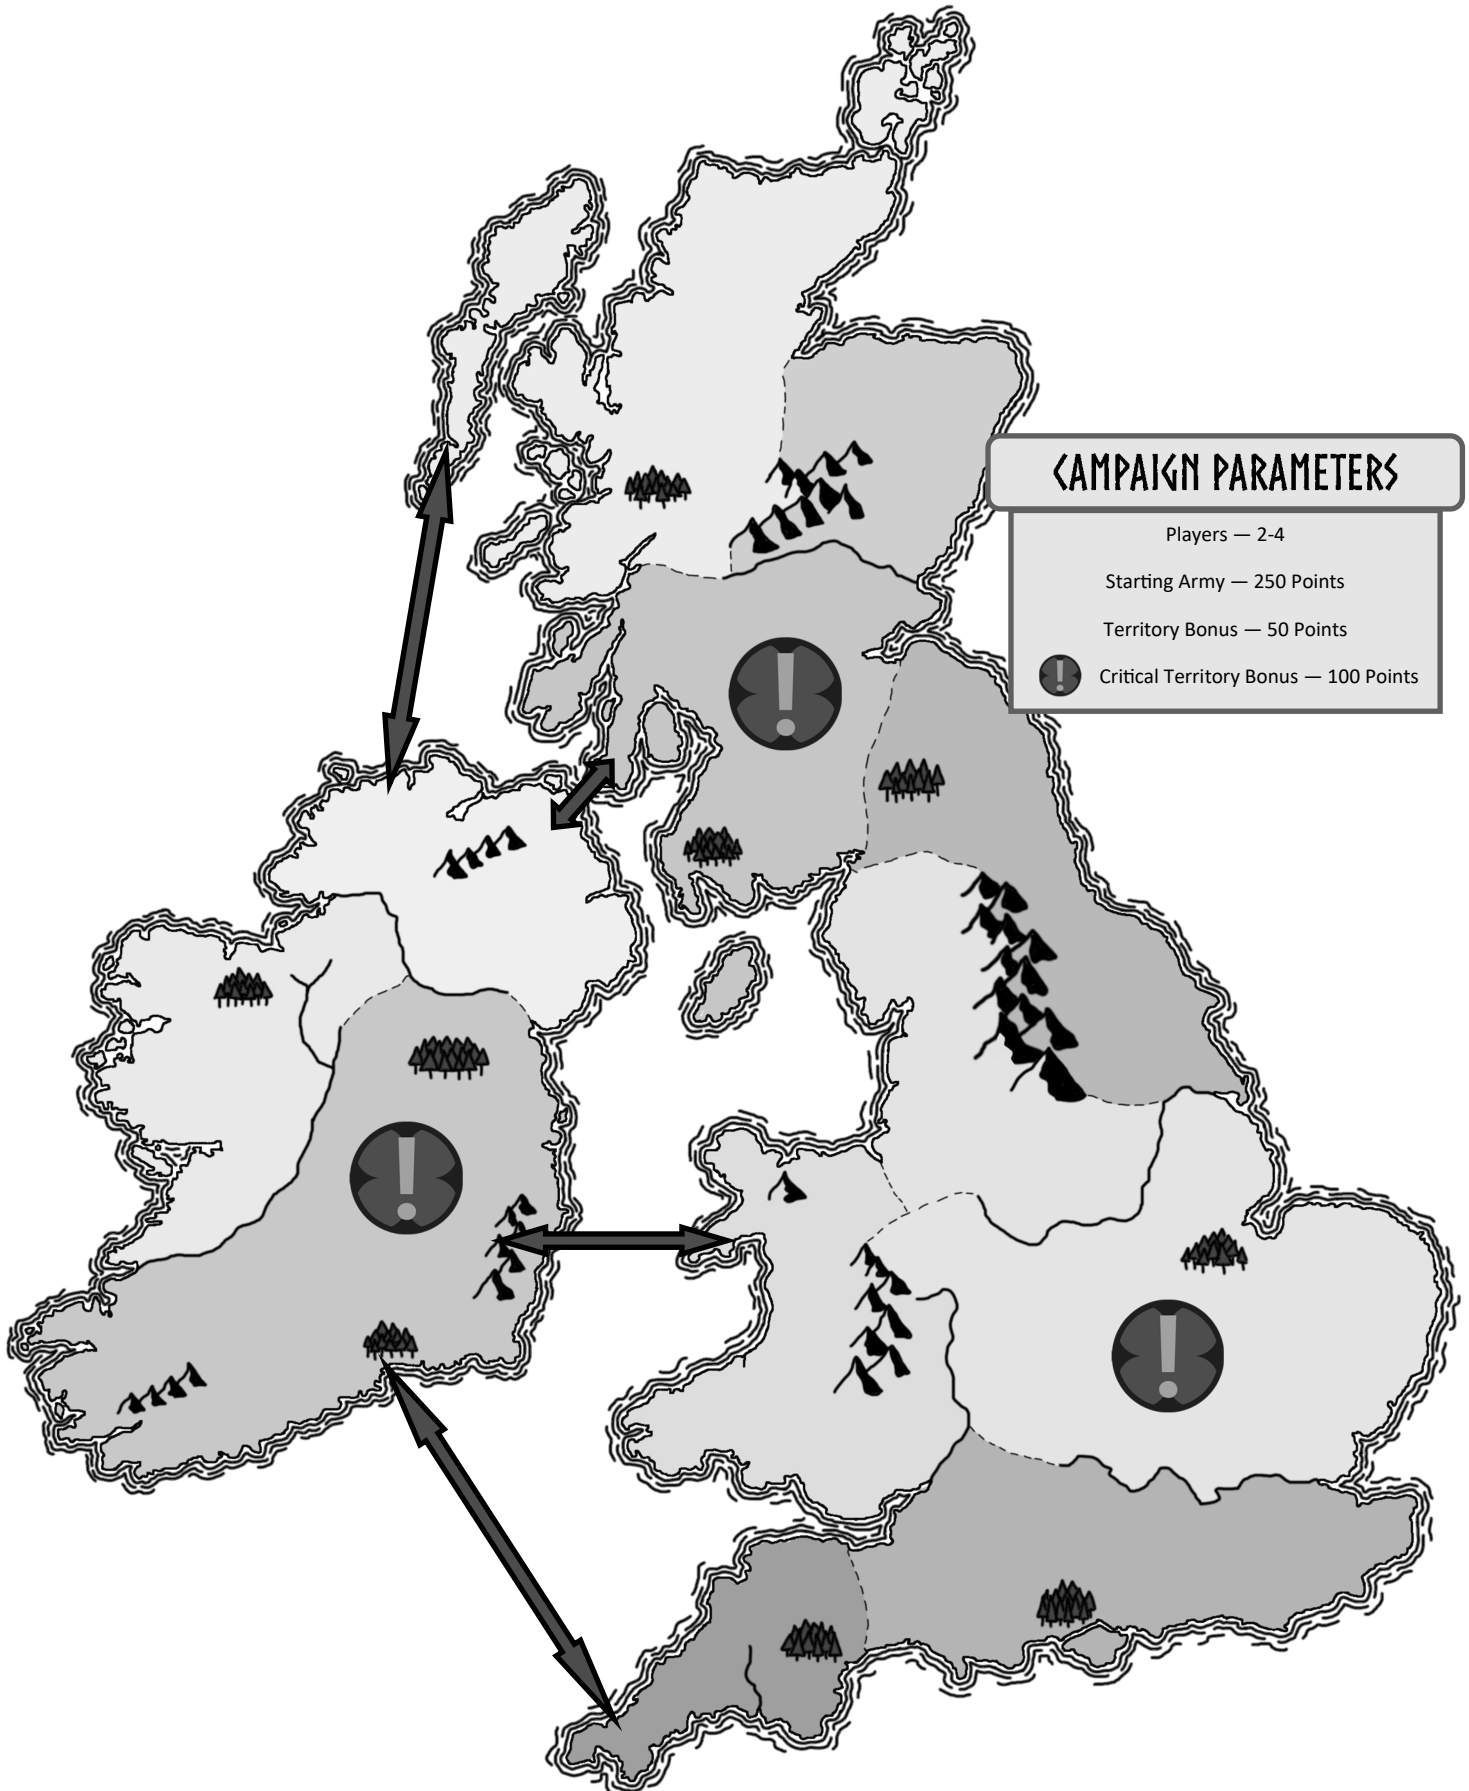 CAMPAIGN PARAMETERS
Players — 2-4
Starting Army — 250 Points
Territory Bonus — 50 Points
Critical Territory Bonus — 100 Points